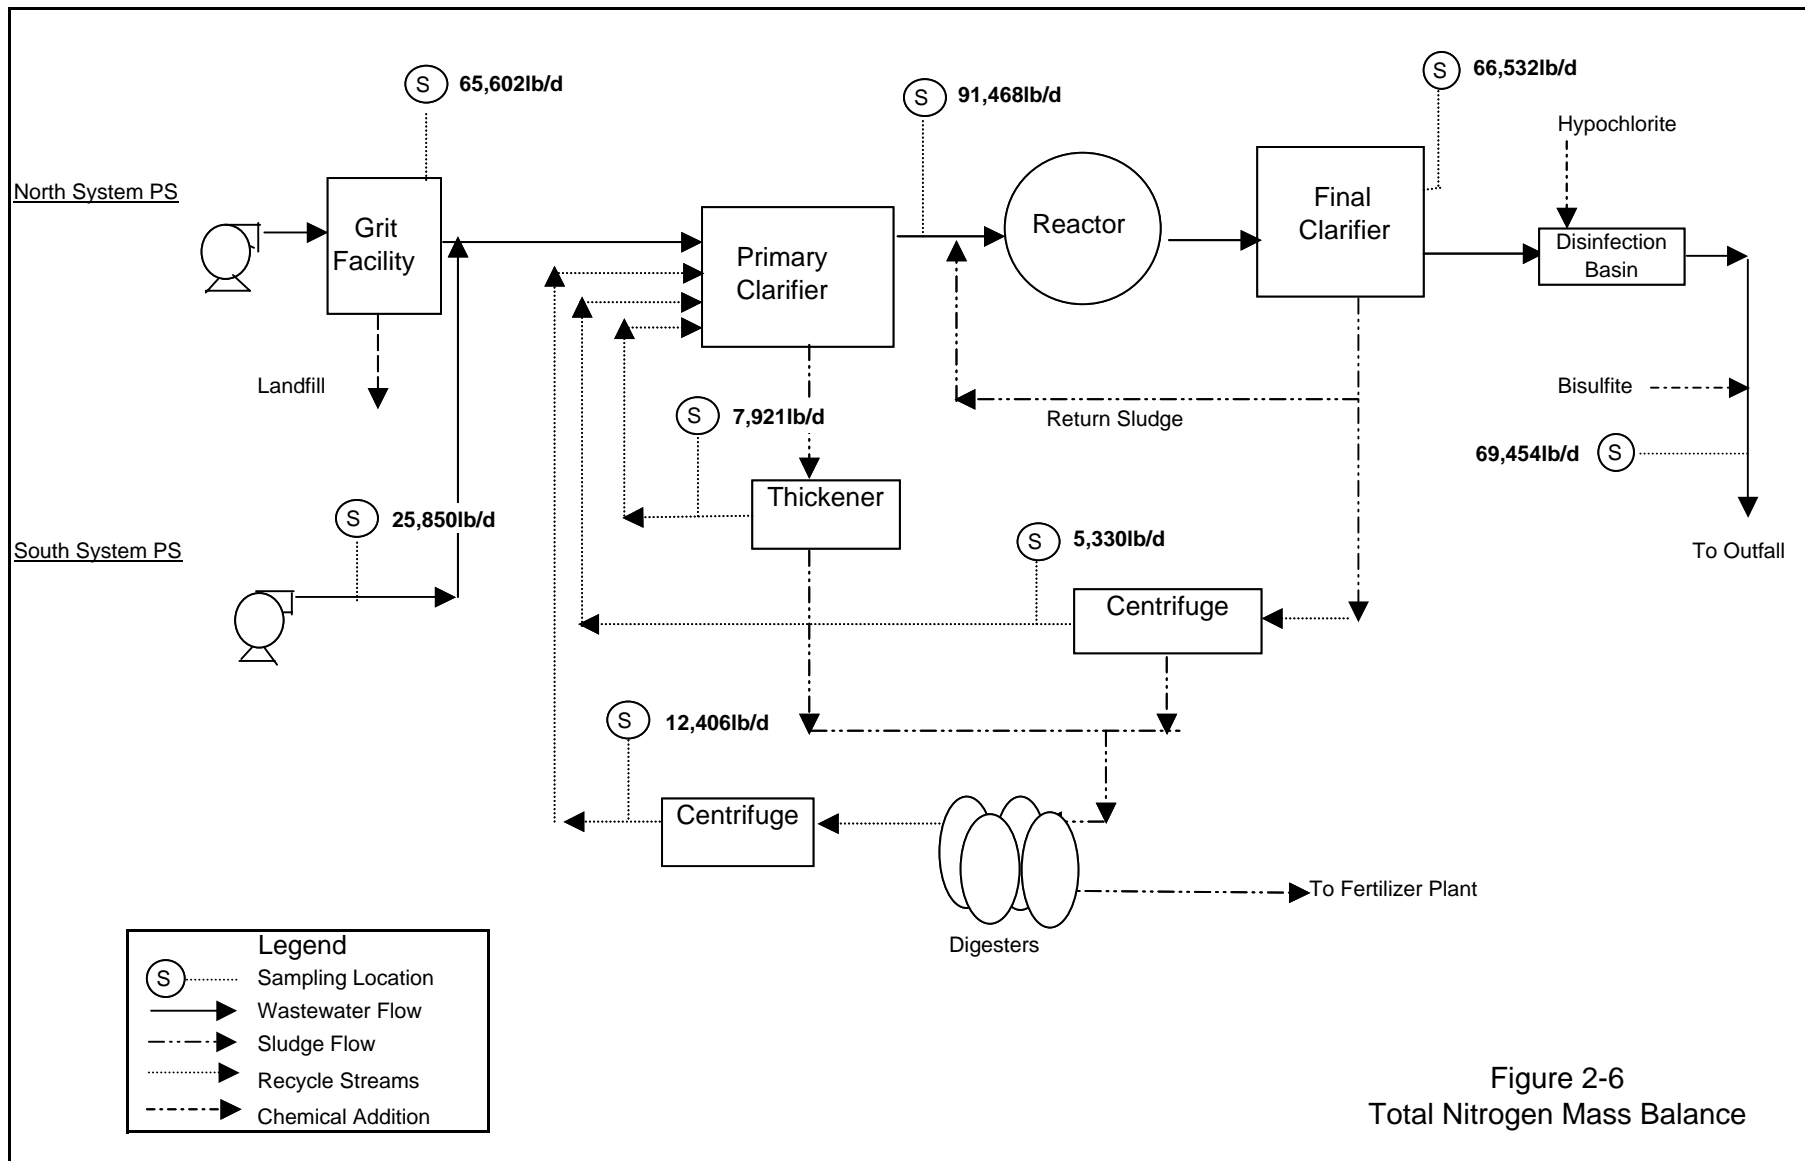 S 65,602lb/d
S 91,468lb/d
S 66,532lb/d
Hypochlorite
North System PS
Grit
Facility
Primary
Clarifier
Reactor
Final
Clarifier
Disinfection
Basin
Landfill
Bisulfite
S 7,921lb/d
Return Sludge
69,454lb/d S
Thickener
S 25,850lb/d
South System PS
S 5,330lb/d
To Outfall
Centrifuge
S 12,406lb/d
Centrifuge
To Fertilizer Plant
Digesters
Legend
S Sampling Location
Wastewater Flow
Sludge Flow
Recycle Streams
Chemical Addition
Figure 2-6
Total Nitrogen Mass Balance